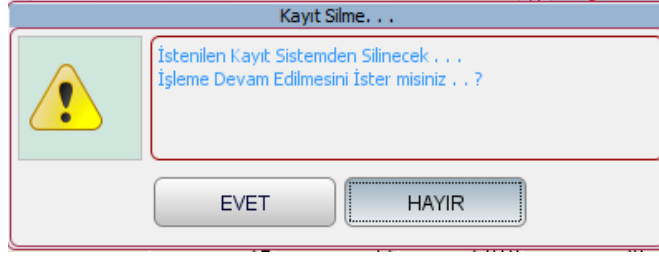 Kayıt Silme. . .
İstenilen Kayıt Sistemden Silinecek . . .
İşleme Devam Edilmesini İster misiniz . . ?
EVET
HAYIR